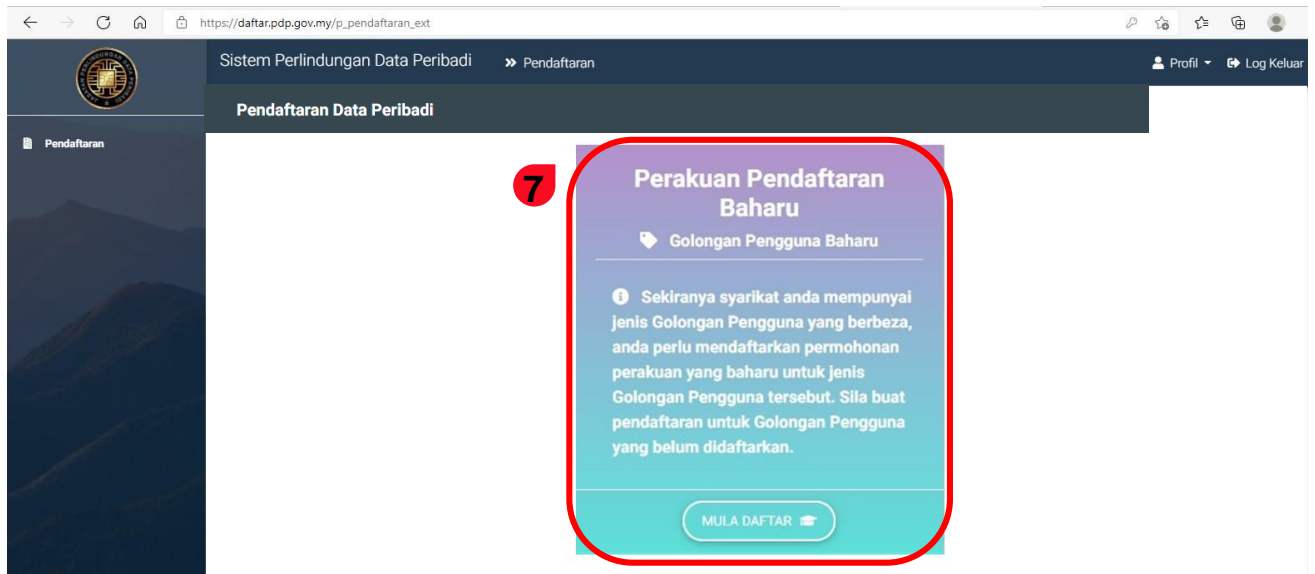 https://daftar.pdp.gov.my/p_pendaftaran_ext
Sistem Perlindungan Data Peribadi
Pendaftaran
Profil
Log Keluar
Pendaftaran Data Peribadi
Pendaftaran
7
Perakuan Pendaftaran
Baharu
Golongan Pengguna Baharu
Sekiranya syarikat anda mempunyai
jenis Golongan Pengguna yang berbeza,
anda perlu mendaftarkan permohonan
perakuan yang baharu untuk jenis
Golongan Pengguna tersebut. Sila buat
pendaftaran untuk Golongan Pengguna
yang belum didaftarkan.
MULA DAFTAR